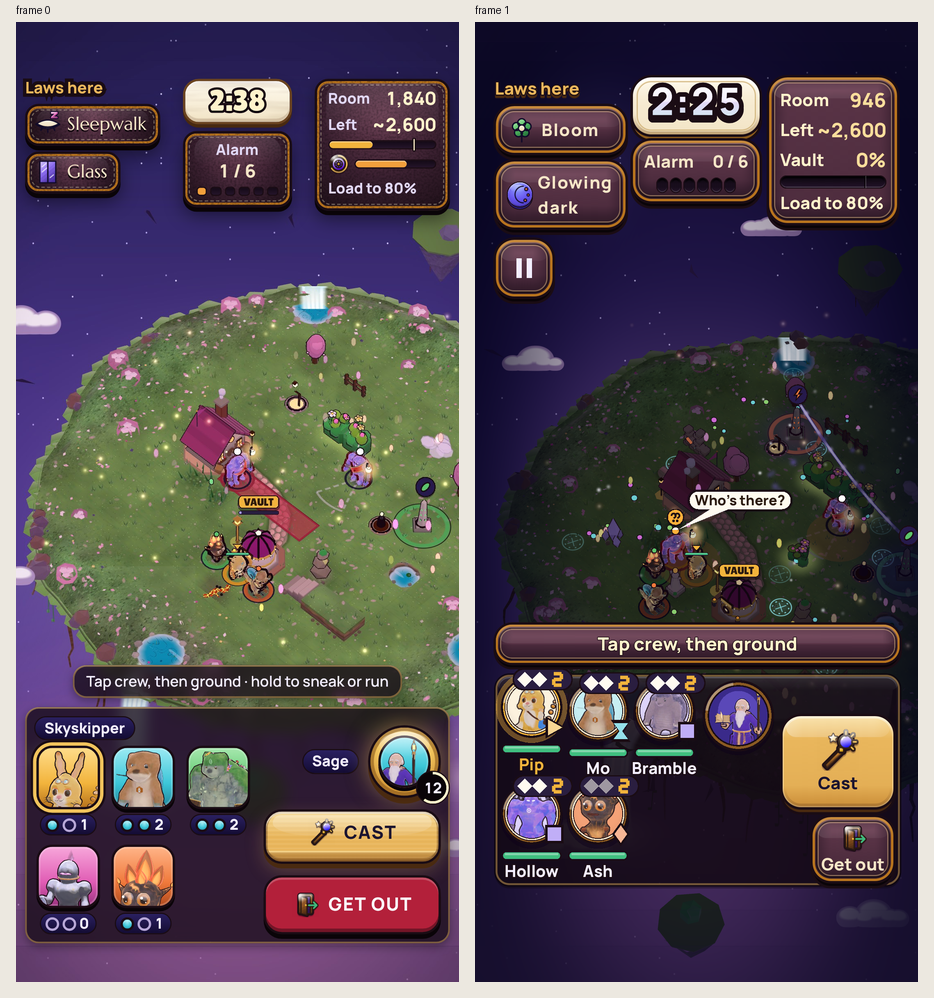 frame 0
Laws here
Sleepwalk
Glass
2:38
Alarm
1 / 6
Room 1,840
Left ~2,600
Load to 80%
VAULT
Tap crew, then ground · hold to sneak or run
Skyskipper
1
2
2
0
1
Sage
12
CAST
GET OUT
frame 1
Laws here
Bloom
Glowing
dark
2:25
Alarm 0 / 6
Room 946
Left ~2,600
Vault 0%
Load to 80%
Who's there?
??
VAULT
Tap crew, then ground
2
2
2
Pip
Mo
Bramble
2
2
Hollow
Ash
Cast
Get out